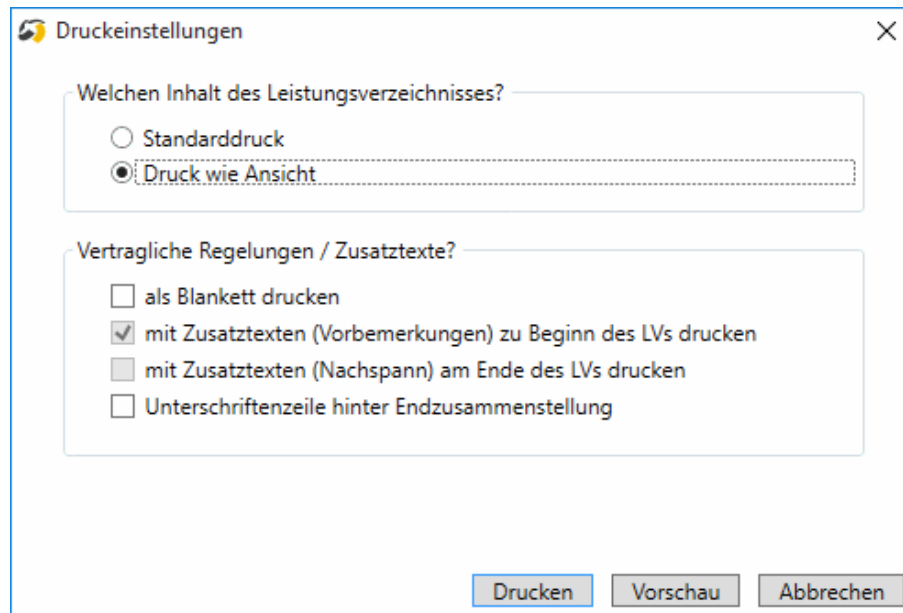 Druckeinstellungen
Welchen Inhalt des Leistungsverzeichnisses?
Standarddruck
Druck wie Ansicht
Vertragliche Regelungen / Zusatztexte?
als Blankett drucken
mit Zusatztexten (Vorbemerkungen) zu Beginn des LVs drucken
mit Zusatztexten (Nachspann) am Ende des LVs drucken
Unterschriftenzeile hinter Endzusammenstellung
Drucken Vorschau Abbrechen